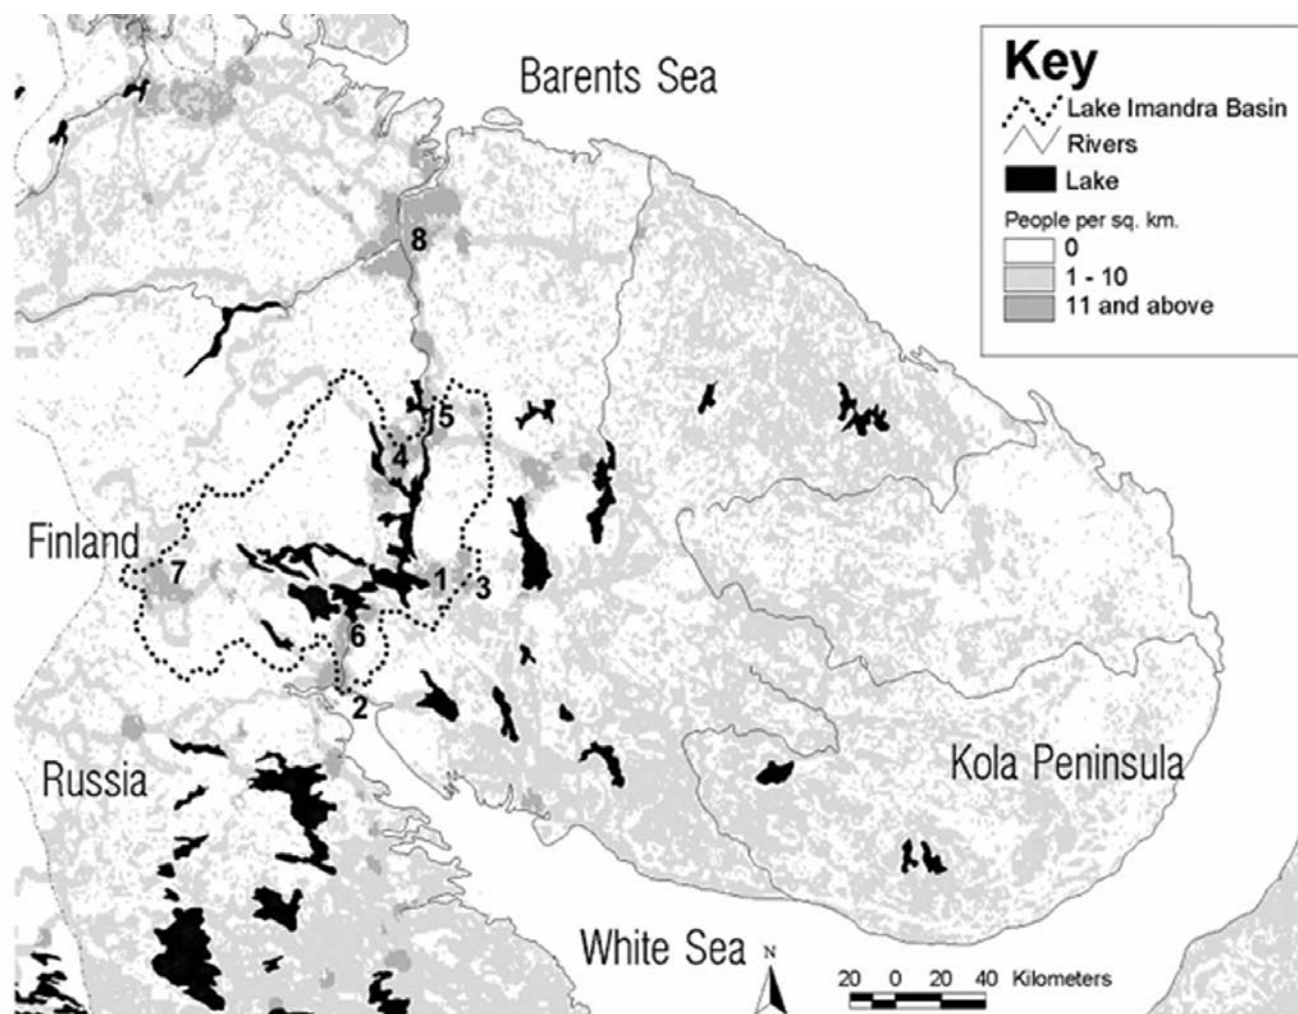 Barents Sea
Key
Lake Imandra Basin
Rivers
Lake
People per sq. km.
0
1 - 10
11 and above
8
5
4
Finland
7
1
3
6
2
Russia
Kola Peninsula
White Sea
N
20 0 20 40 Kilometers